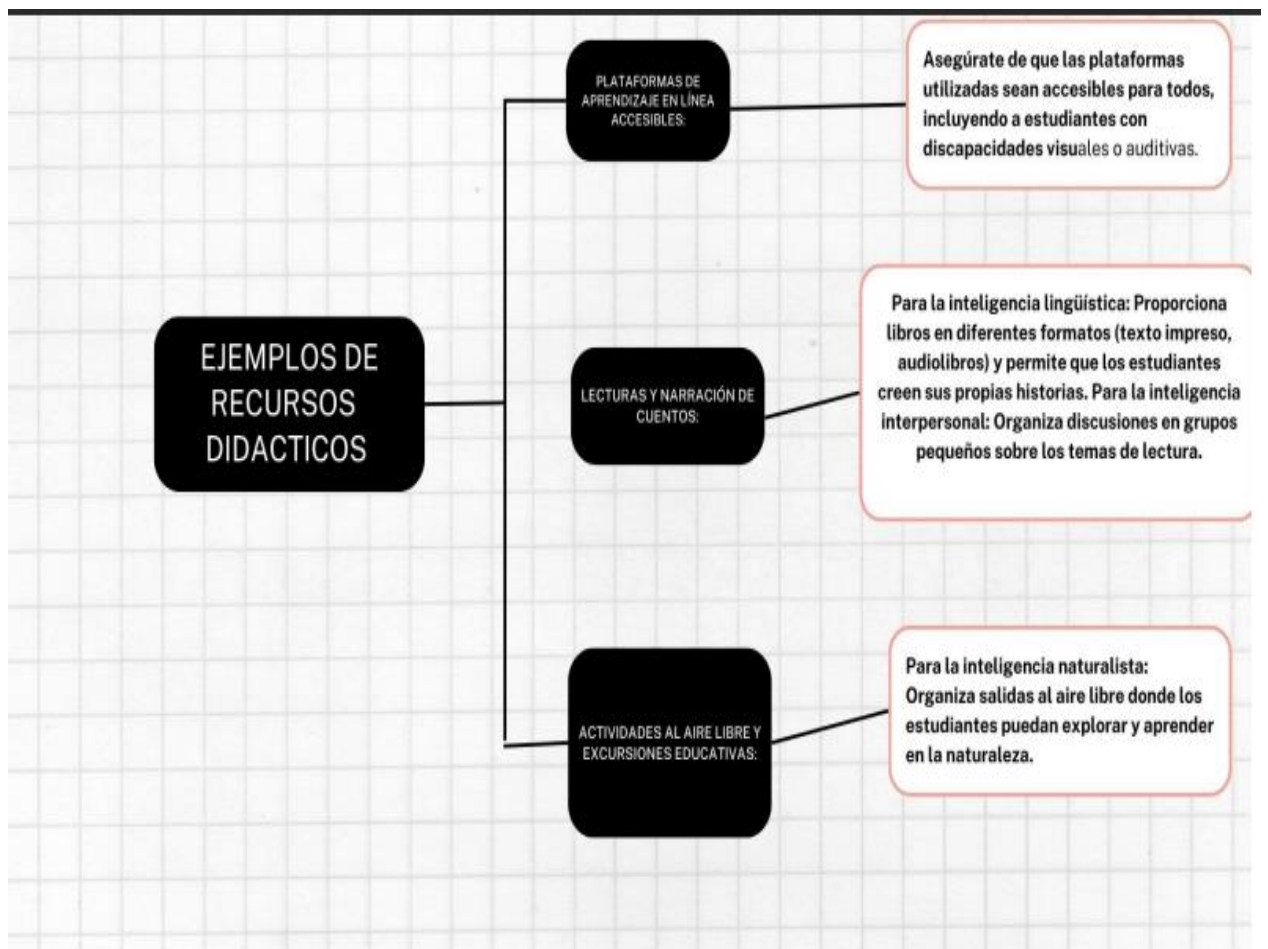 EJEMPLOS DE
RECURSOS
DIDACTICOS
PLATAFORMAS DE
APRENDIZAJE EN LÍNEA
ACCESIBLES:
Asegúrate de que las plataformas
utilizadas sean accesibles para todos,
incluyendo a estudiantes con
discapacidades visuales o auditivas.
LECTURAS Y NARRACIÓN DE
CUENTOS:
Para la inteligencia lingüística: Proporciona
libros en diferentes formatos (texto impreso,
audiolibros) y permite que los estudiantes
creen sus propias historias. Para la inteligencia
interpersonal: Organiza discusiones en grupos
pequeños sobre los temas de lectura.
ACTIVIDADES AL AIRE LIBRE Y
EXCURSIONES EDUCATIVAS:
Para la inteligencia naturalista:
Organiza salidas al aire libre donde los
estudiantes puedan explorar y aprender
en la naturaleza.